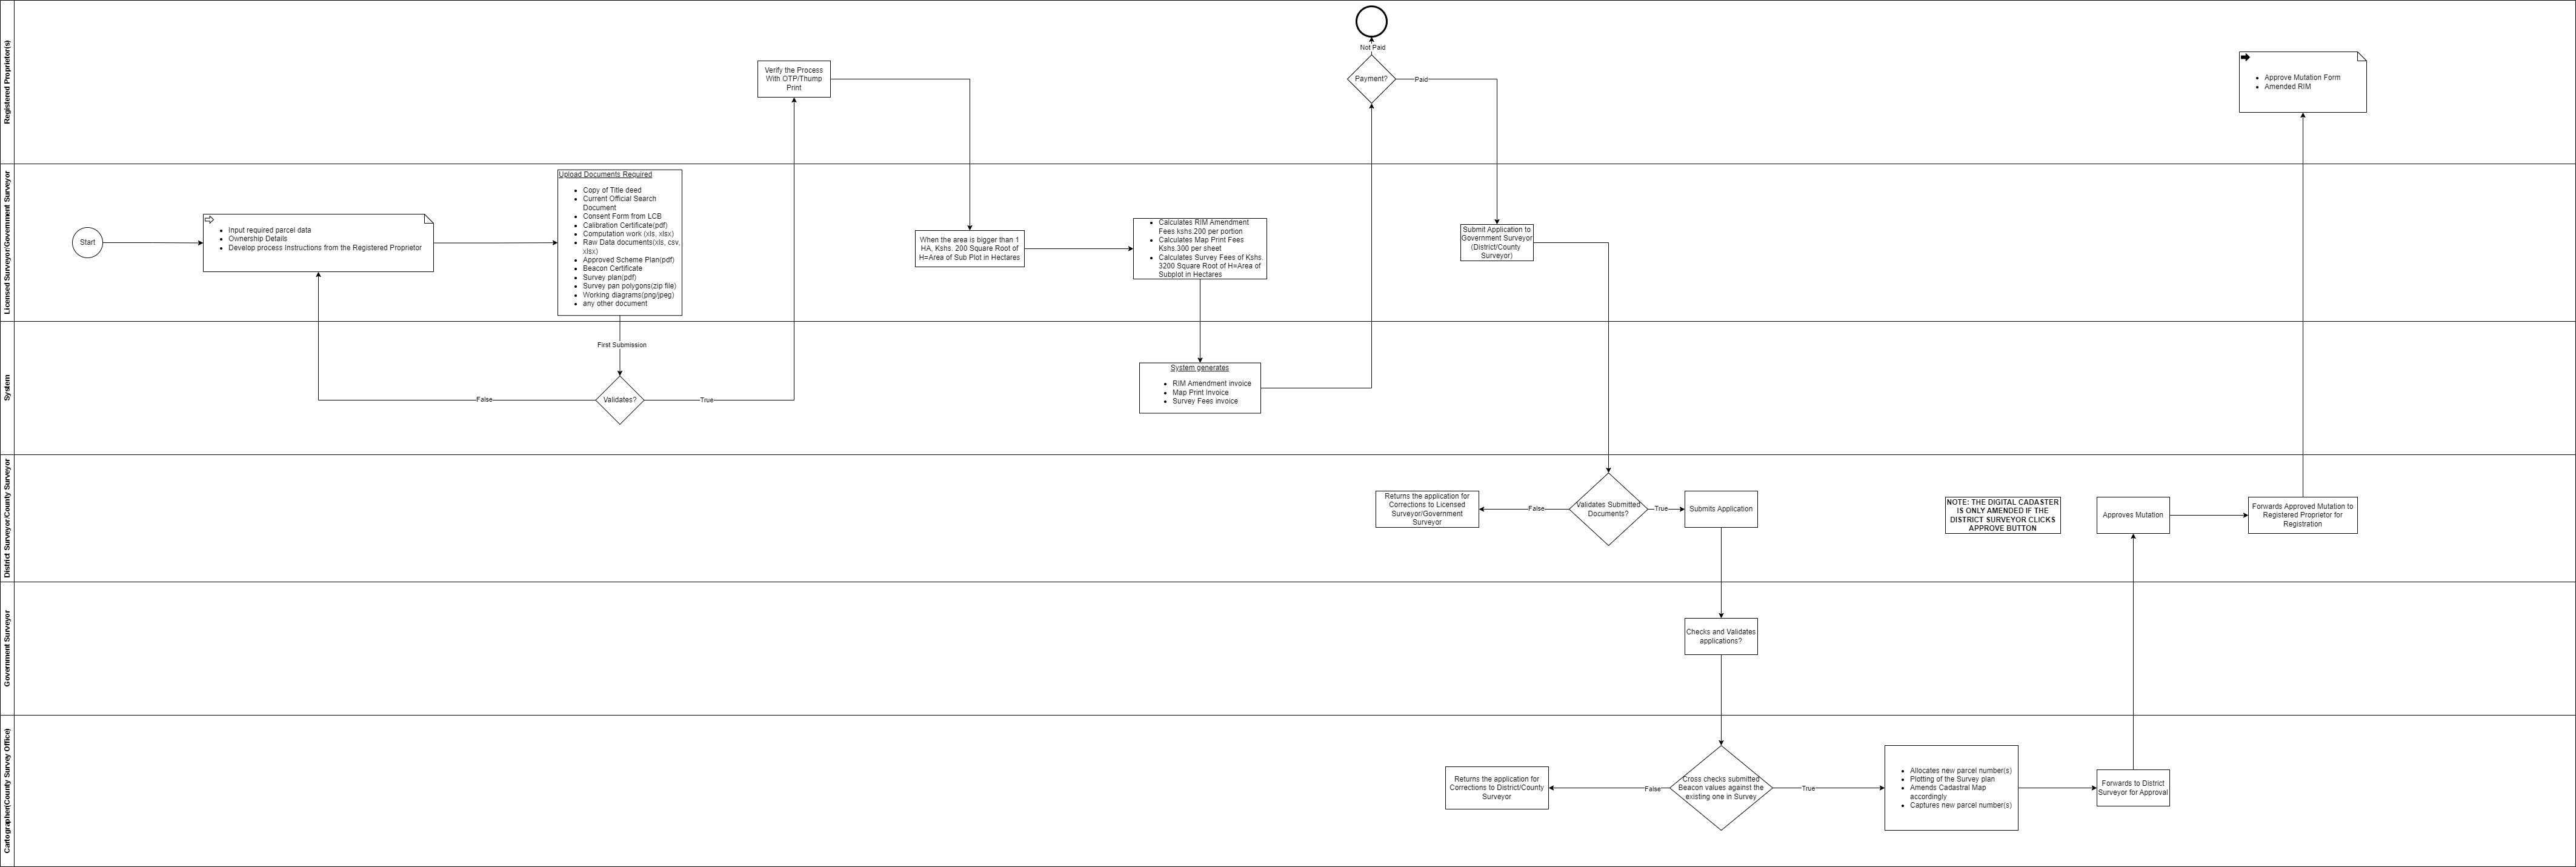 Registered Proprietor(s)
Verify the Process
With OTP/Thump
Print
Not Paid
Payment?
Paid
Approve Mutation Form
Amended RIM
Licensed Surveyor/Government Surveyor
Start
Input required parcel data
Ownership Details
Develop process Instructions from the Registered Proprietor
Upload Documents Required
Copy of Title deed
Current Official Search
Document
Consent Form from LCB
Calibration Certificate(pdf)
Computation work (xls, xlsx)
Raw Data documents(xls, csv,
xlsx)
Approved Scheme Plan(pdf)
Beacon Certificate
Survey plan(pdf)
Survey pan polygons(zip file)
Working diagrams(png/jpeg)
any other document
When the area is bigger than 1
HA, Kshs. 200 Square Root of
H=Area of Sub Plot in Hectares
Calculates RIM Amendment
Fees kshs.200 per portion
Calculates Map Print Fees
Kshs.300 per sheet
Calculates Survey Fees of Kshs.
3200 Square Root of H=Area of
Subplot in Hectares
Submit Application to
Government Surveyor
(District/County
Surveyor)
System
First Submission
Validates?
False
True
System generates
RIM Amendment invoice
Map Print Invoice
Survey Fees invoice
District Surveyor/County Surveyor
Returns the application for
Corrections to Licensed
Surveyor/Government
Surveyor
False
Validates Submitted
Documents?
True
Submits Application
NOTE: THE DIGITAL CADASTER
IS ONLY AMENDED IF THE
DISTRICT SURVEYOR CLICKS
APPROVE BUTTON
Approves Mutation
Forwards Approved Mutation to
Registered Proprietor for
Registration
Government Surveyor
Checks and Validates
applications?
Cartographer(County Survey Office)
Returns the application for
Corrections to District/County
Surveyor
False
Cross checks submitted
Beacon values against the
existing one in Survey
True
Allocates new parcel number(s)
Plotting of the Survey plan
Amends Cadastral Map
accordingly
Captures new parcel number(s)
Forwards to District
Surveyor for Approval